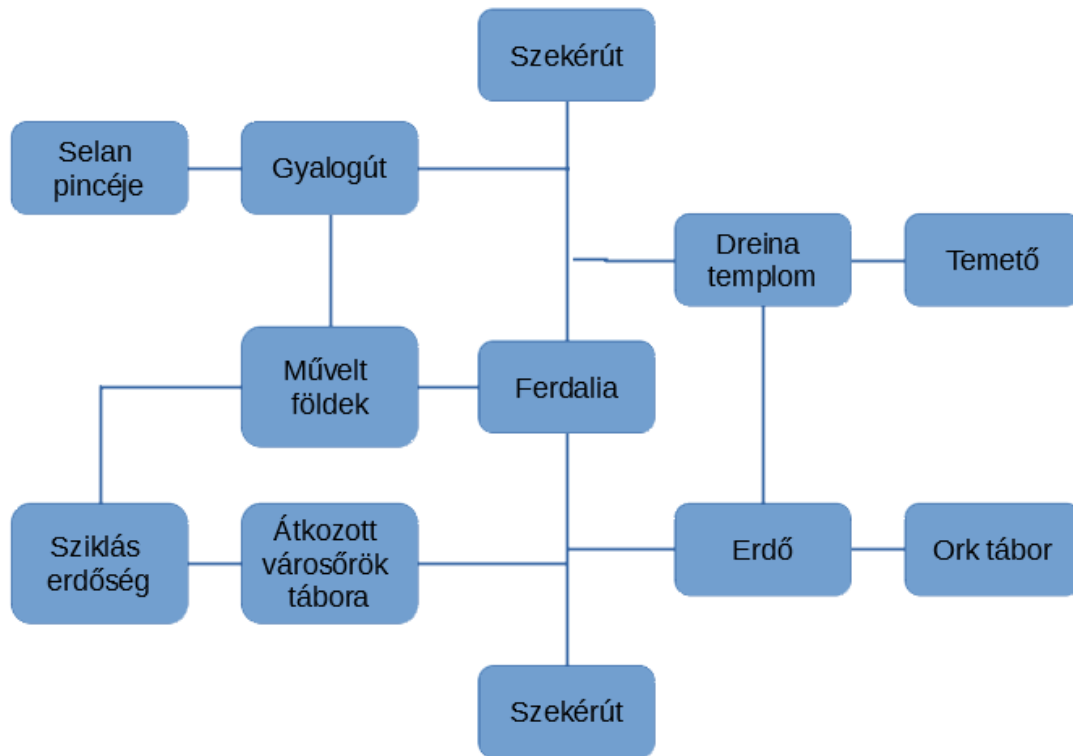 Szekérút
Selan
pincéje
Gyalogút
Dreina
templom
Temető
Művelt
földek
Ferdalia
Sziklás
erdőség
Átkozott
városőrök
tábora
Erdő
Ork tábor
Szekérút